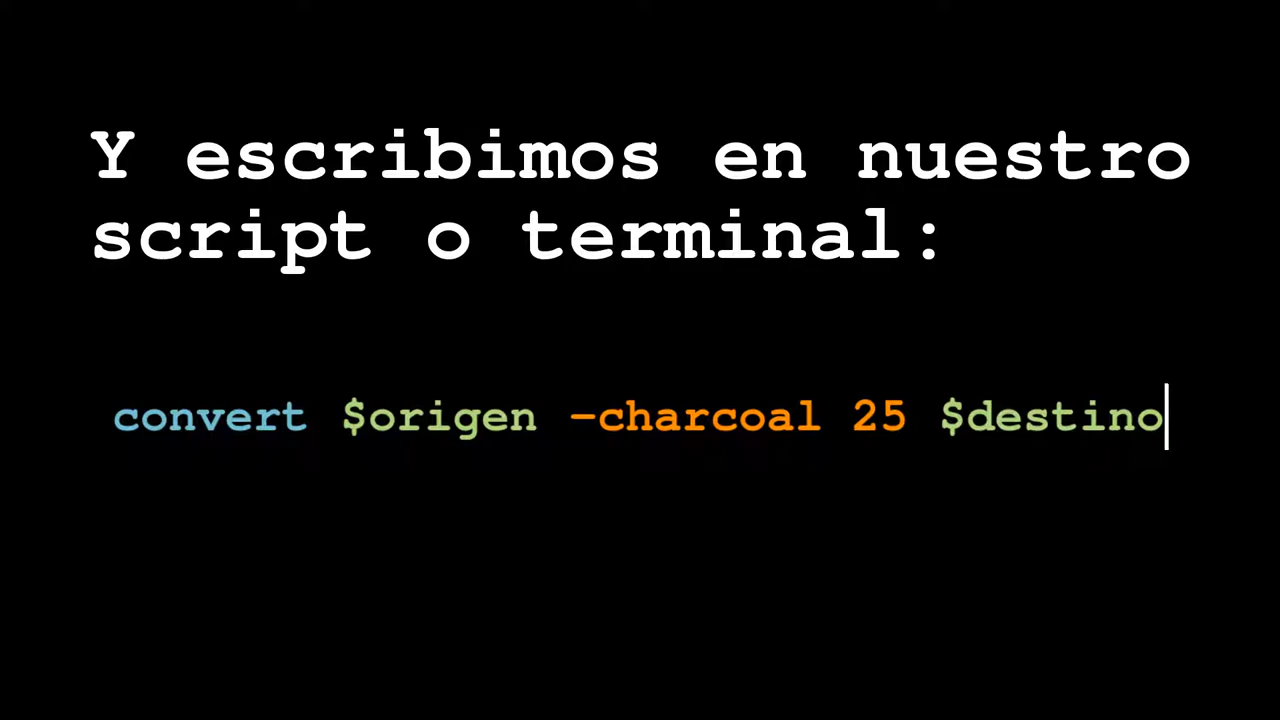 Y escribimos en nuestro
script o terminal:
convert $origen -charcoal 25 $destino